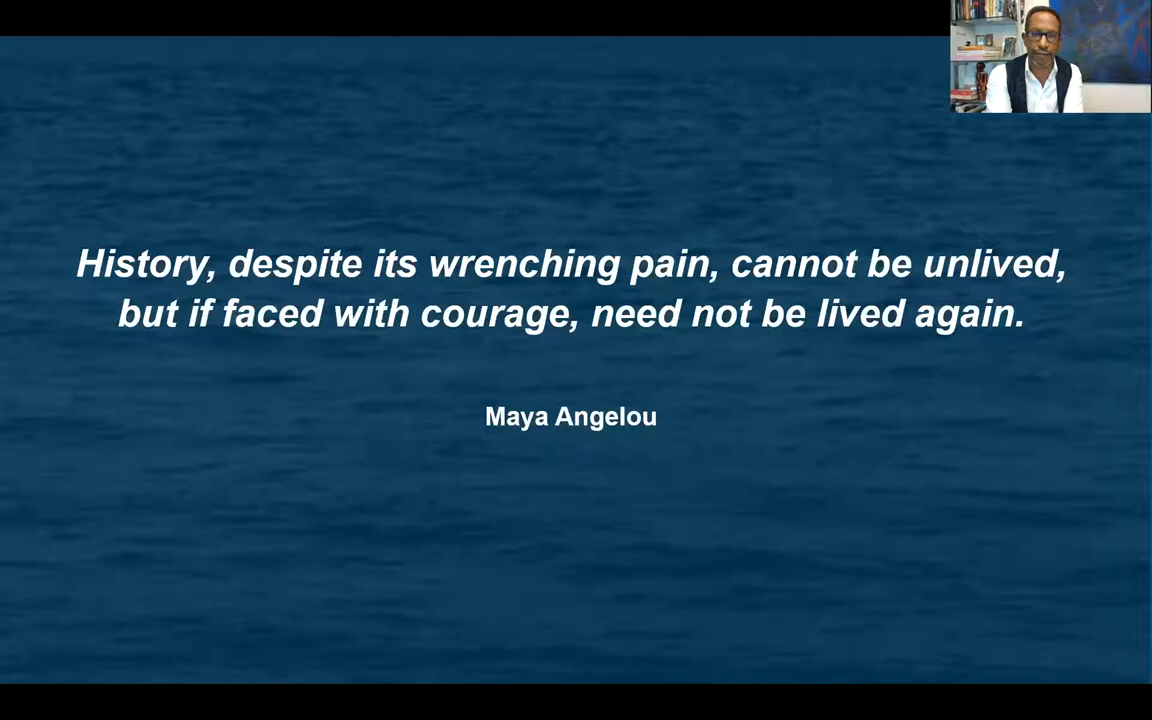 History, despite its wrenching pain, cannot be unlived,
but if faced with courage, need not be lived again.
Maya Angelou